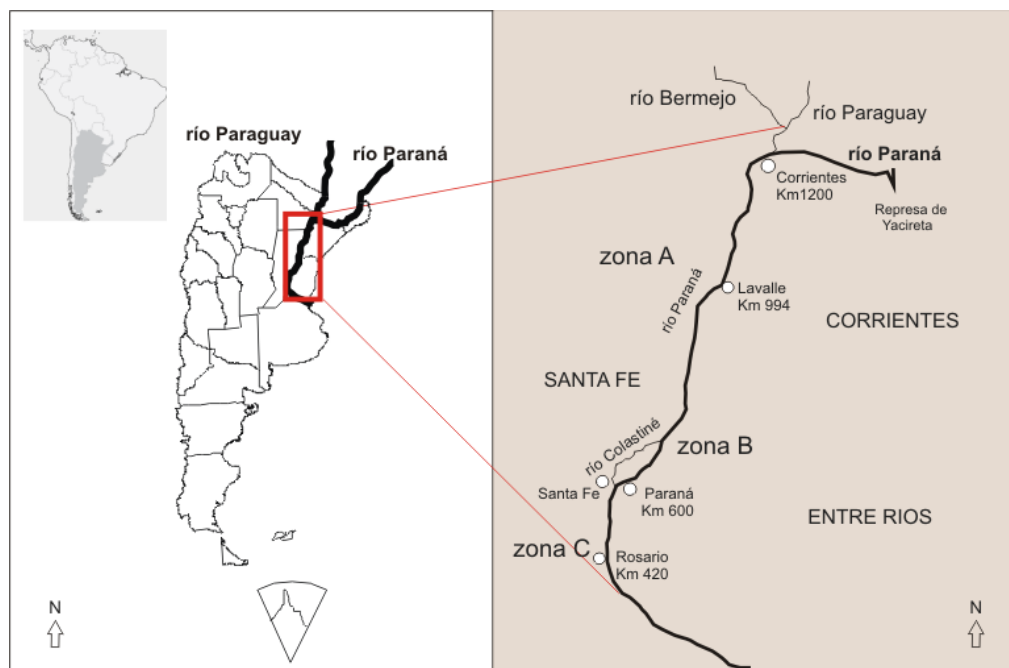 río Paraguay
río Paraná
N
río Bermejo
río Paraguay
río Paraná
Corrientes
Km1200
Represa de
Yacireta
zona A
río Paraná
Lavalle
Km 994
CORRIENTES
SANTA FE
río Colastiné
zona B
Santa Fe
Paraná
Km 600
ENTRE RIOS
zona C
Rosario
Km 420
N